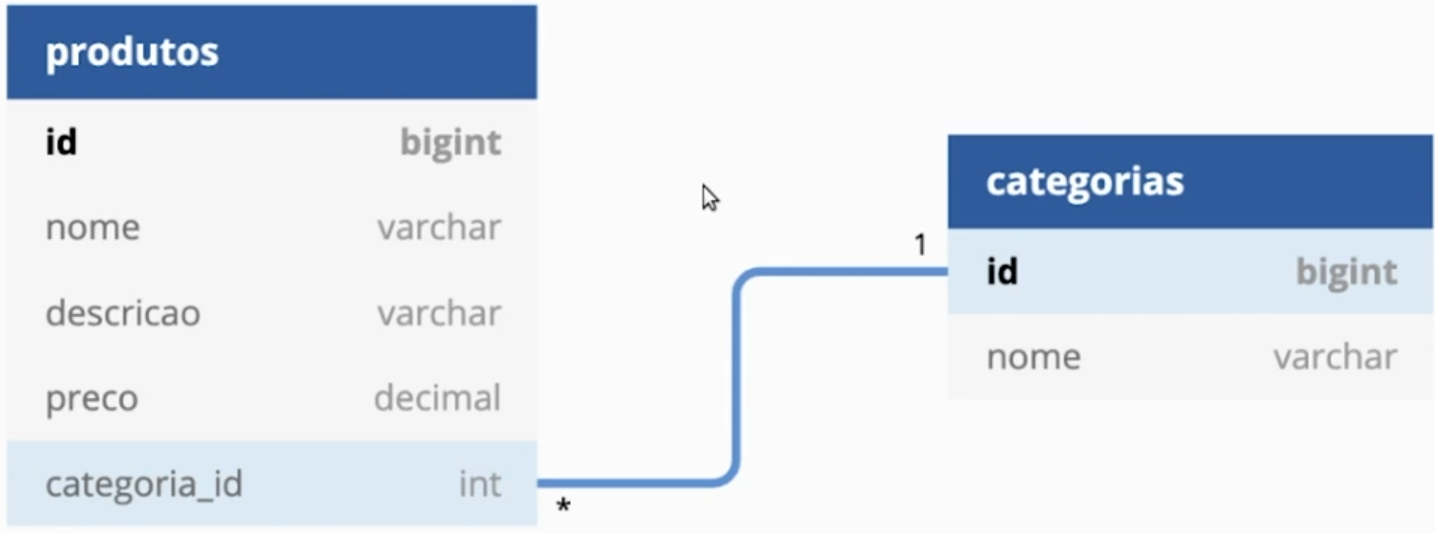 produtos
id bigint
nome varchar
descricao varchar
preco decimal
categoria_id int
*
1
categorias
id bigint
nome varchar